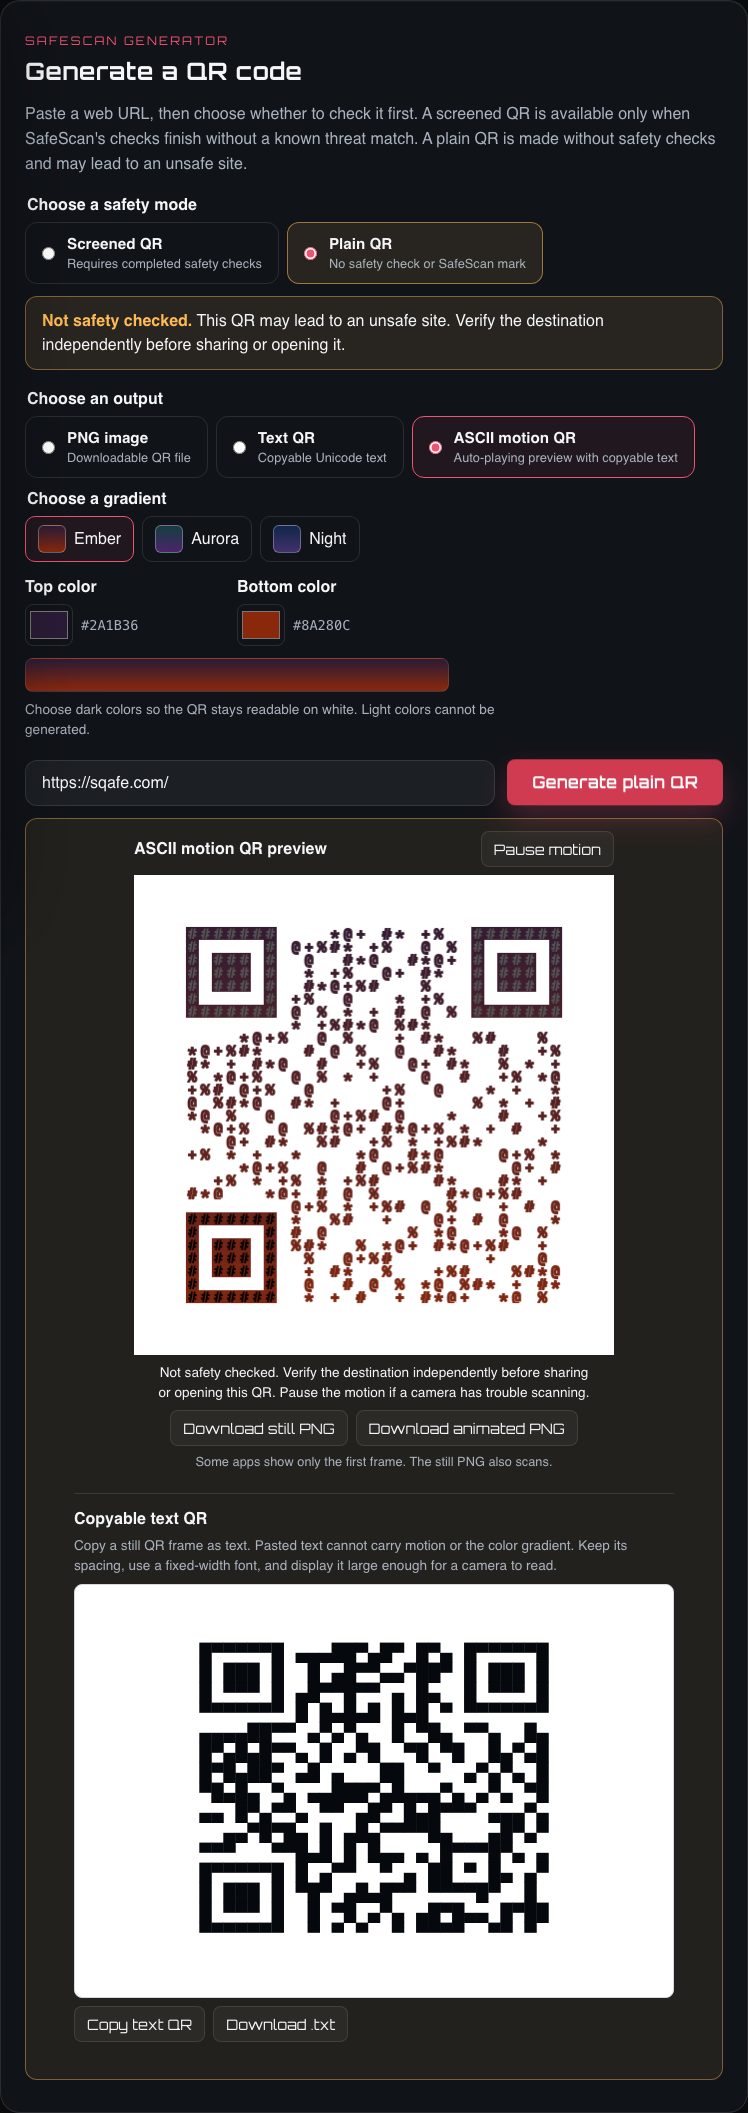 SAFESCAN GENERATOR
Generate a QR code
Paste a web URL, then choose whether to check it first. A screened QR is available only when
SafeScan's checks finish without a known threat match. A plain QR is made without safety checks
and may lead to an unsafe site.
Choose a safety mode
Screened QR
Requires completed safety checks
Plain QR
No safety check or SafeScan mark
Not safety checked. This QR may lead to an unsafe site. Verify the destination
independently before sharing or opening it.
Choose an output
PNG image
Downloadable QR file
Text QR
Copyable Unicode text
ASCII motion QR
Auto-playing preview with copyable text
Choose a gradient
Ember
Aurora
Night
Top color
Bottom color
#2A1B36
#8A280C
Choose dark colors so the QR stays readable on white. Light colors cannot be
generated.
https://sqafe.com/
Generate plain QR
ASCII motion QR preview
Pause motion
Not safety checked. Verify the destination independently before sharing
or opening this QR. Pause the motion if a camera has trouble scanning.
Download still PNG
Download animated PNG
Some apps show only the first frame. The still PNG also scans.
Copyable text QR
Copy a still QR frame as text. Pasted text cannot carry motion or the color gradient. Keep its
spacing, use a fixed-width font, and display it large enough for a camera to read.
Copy text QR
Download .txt